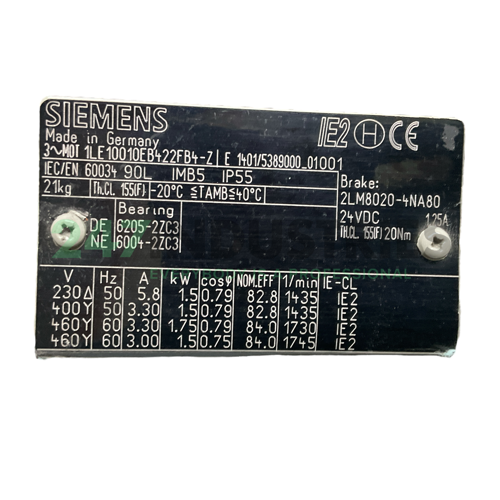 SIEMENS IE2 H CE
Made in Germany
3~MOT 1LE10010EB422FB4-Z E 1401/5389000_01001
IEC/EN 60034 90L IMB5 IP55 Brake:
21kg Th.CL. 155(F) -20°C ≤TAMB≤40°C 2LM8020-4NA80
Bearing 24VDC 1.25A
DE 6205-2ZC3 TH.CL. 155(F) 20Nm
NE 6004-2ZC3
V Hz A kW cosφ NOM.EFF 1/min IE-CL
230Δ 50 5.8 1.5 0.79 82.8 1435 IE2
400Y 50 3.30 1.5 0.79 82.8 1435 IE2
460Y 60 3.30 1.75 0.79 84.0 1730 IE2
460Y 60 3.00 1.5 0.75 84.0 1745 IE2